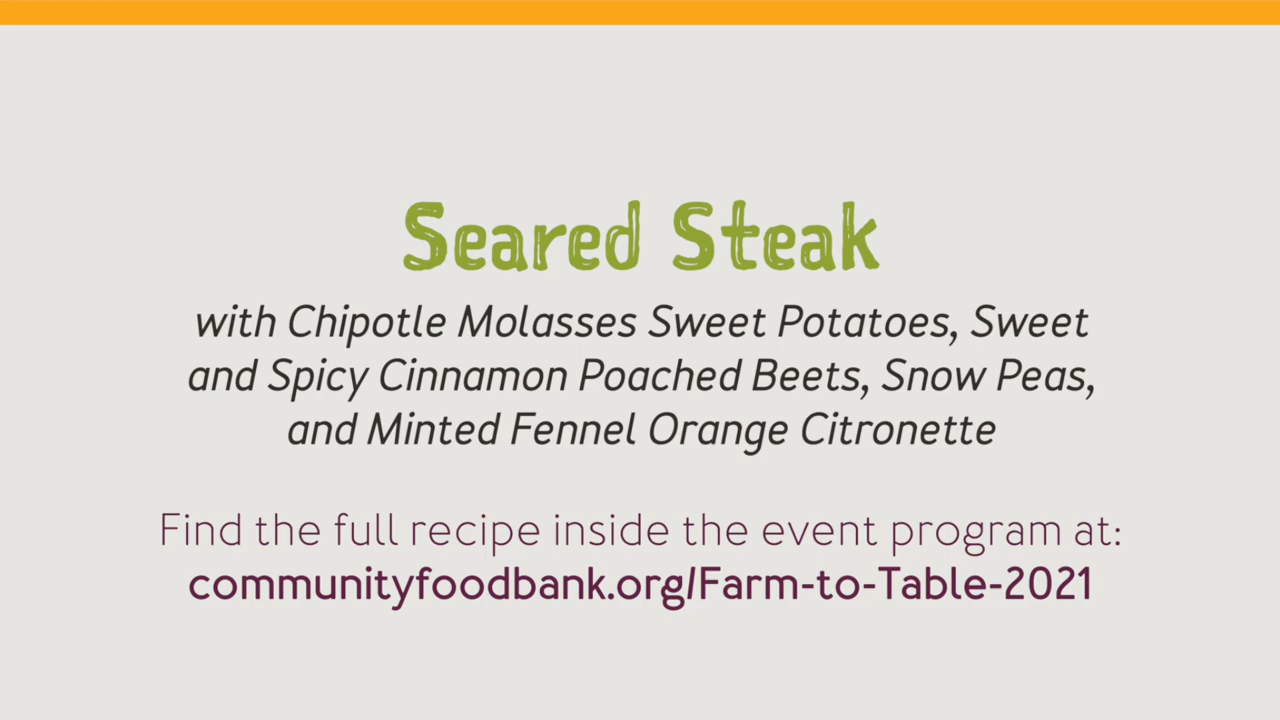 Seared Steak
with Chipotle Molasses Sweet Potatoes, Sweet
and Spicy Cinnamon Poached Beets, Snow Peas,
and Minted Fennel Orange Citronette
Find the full recipe inside the event program at:
communityfoodbank.org/Farm-to-Table-2021